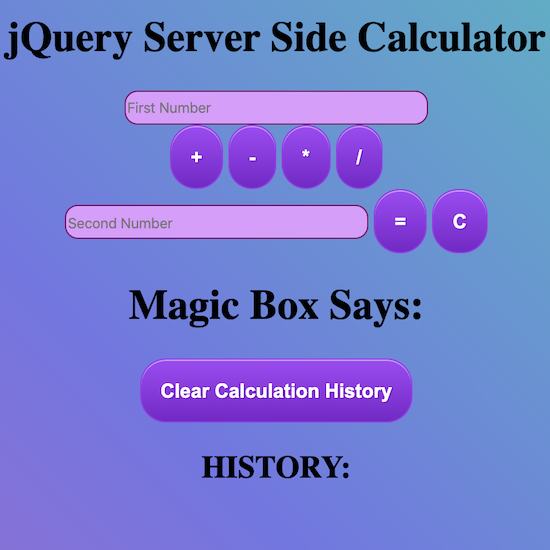 jQuery Server Side Calculator
First Number
+ - * /
Second Number = C
Magic Box Says:
Clear Calculation History
HISTORY: